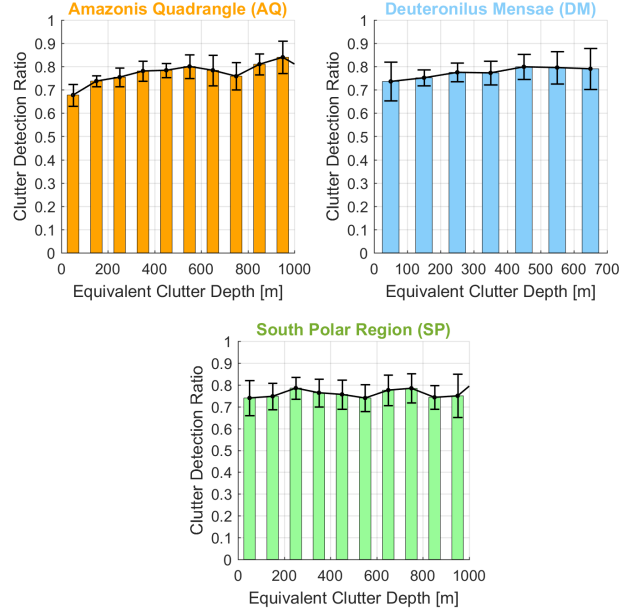 Amazonis Quadrangle (AQ)
Clutter Detection Ratio
1
0.9
0.8
0.7
0.6
0.5
0.4
0.3
0.2
0.1
0
0 200 400 600 800 1000
Equivalent Clutter Depth [m]
Deuteronilus Mensae (DM)
Clutter Detection Ratio
1
0.9
0.8
0.7
0.6
0.5
0.4
0.3
0.2
0.1
0
0 100 200 300 400 500 600 700
Equivalent Clutter Depth [m]
South Polar Region (SP)
Clutter Detection Ratio
1
0.9
0.8
0.7
0.6
0.5
0.4
0.3
0.2
0.1
0
0 200 400 600 800 1000
Equivalent Clutter Depth [m]